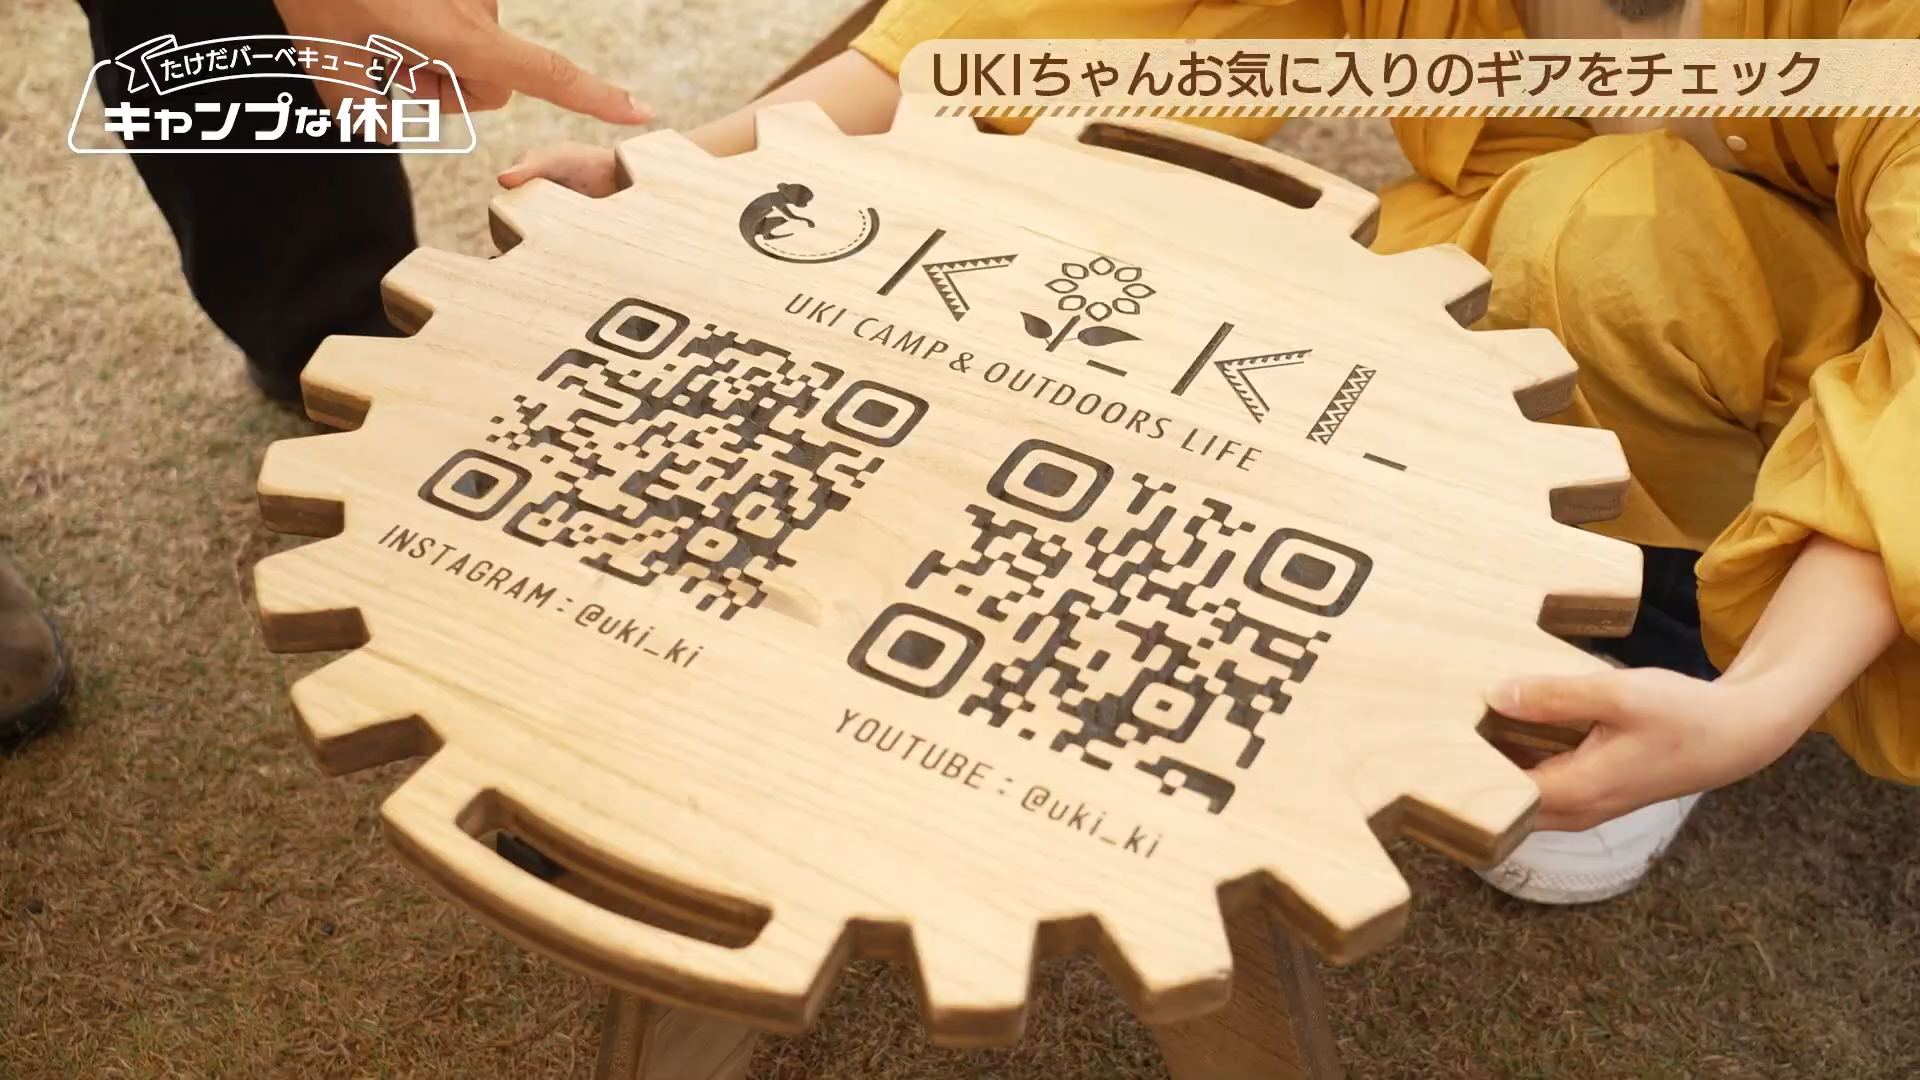 たけだバーベキューと
キャンプな休日
UKIちゃんお気に入りのギアをチェック
UKI_KI_
UKI CAMP & OUTDOORS LIFE
INSTAGRAM : @uki_ki
YOUTUBE : @uki_ki